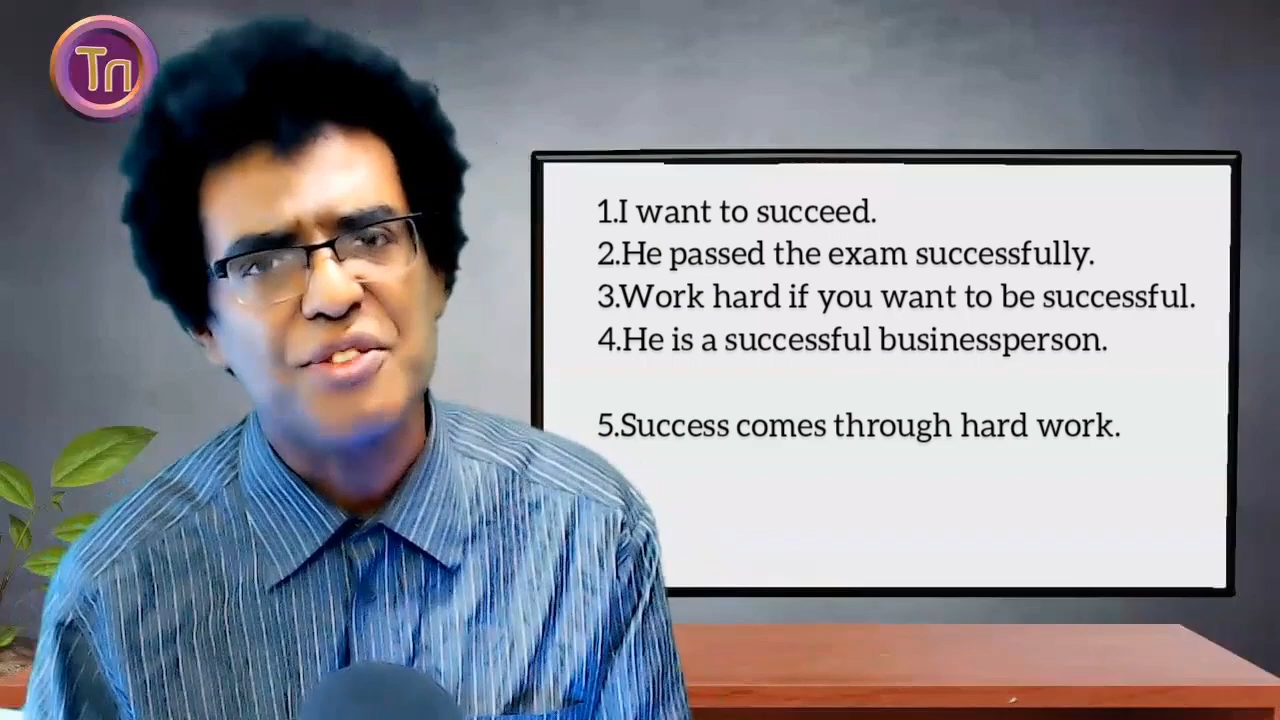 Tn
1.I want to succeed.
2.He passed the exam successfully.
3.Work hard if you want to be successful.
4.He is a successful businessperson.
5.Success comes through hard work.